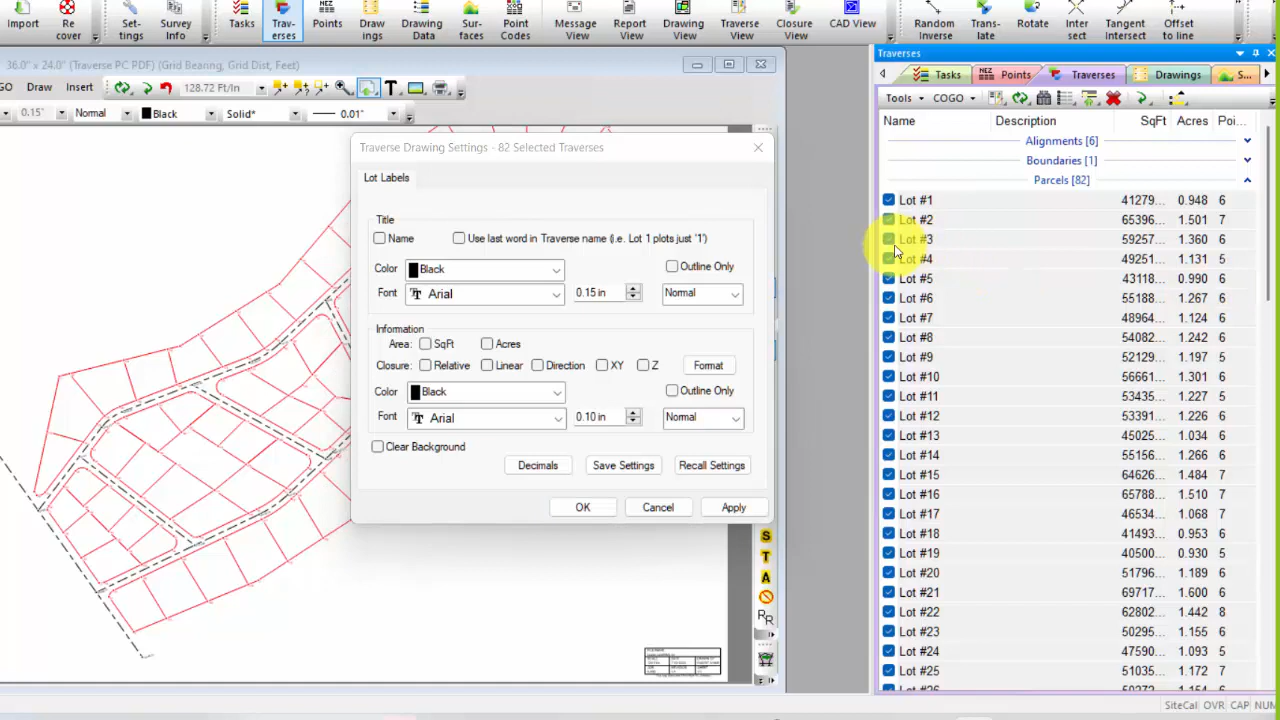 Import
Re cover
Set-tings
Survey Info
Tasks
Trav-erses
Points
Draw ings
Drawing Data
Sur-faces
Point Codes
Message View
Report View
Drawing View
Traverse View
Closure View
CAD View
Random Inverse
Trans-late
Rotate
Inter sect
Tangent Intersect
Offset to line
36.0" x 24.0" (Traverse PC PDF) (Grid Bearing, Grid Dist, Feet)
GO Draw Insert 128.72 Ft/In
0.15" Normal Black Solid* 0.01"
Traverse Drawing Settings - 82 Selected Traverses
Lot Labels
Title
Name Use last word in Traverse name (i.e. Lot 1 plots just '1')
Color Black Outline Only
Font Arial 0.15 in Normal
Information
Area: SqFt Acres
Closure: Relative Linear Direction XY Z Format
Color Black Outline Only
Font Arial 0.10 in Normal
Clear Background
Decimals Save Settings Recall Settings
OK Cancel Apply
S
T
A
R R
Traverses
Tasks Points Traverses Drawings S...
Tools COGO
Name Description SqFt Acres Poi...
Alignments [6]
Boundaries [1]
Parcels [82]
Lot #1 41279... 0.948 6
Lot #2 65396... 1.501 7
Lot #3 59257... 1.360 6
Lot #4 49251... 1.131 5
Lot #5 43118... 0.990 6
Lot #6 55188... 1.267 6
Lot #7 48964... 1.124 6
Lot #8 54082... 1.242 6
Lot #9 52129... 1.197 5
Lot #10 56661... 1.301 6
Lot #11 53435... 1.227 5
Lot #12 53391... 1.226 6
Lot #13 45025... 1.034 6
Lot #14 55156... 1.266 6
Lot #15 64626... 1.484 7
Lot #16 65788... 1.510 7
Lot #17 46534... 1.068 7
Lot #18 41493... 0.953 6
Lot #19 40500... 0.930 5
Lot #20 51796... 1.189 6
Lot #21 69717... 1.600 6
Lot #22 62802... 1.442 8
Lot #23 50295... 1.155 6
Lot #24 47590... 1.093 5
Lot #25 51035... 1.172 7
SiteCal OVR CAP NUM